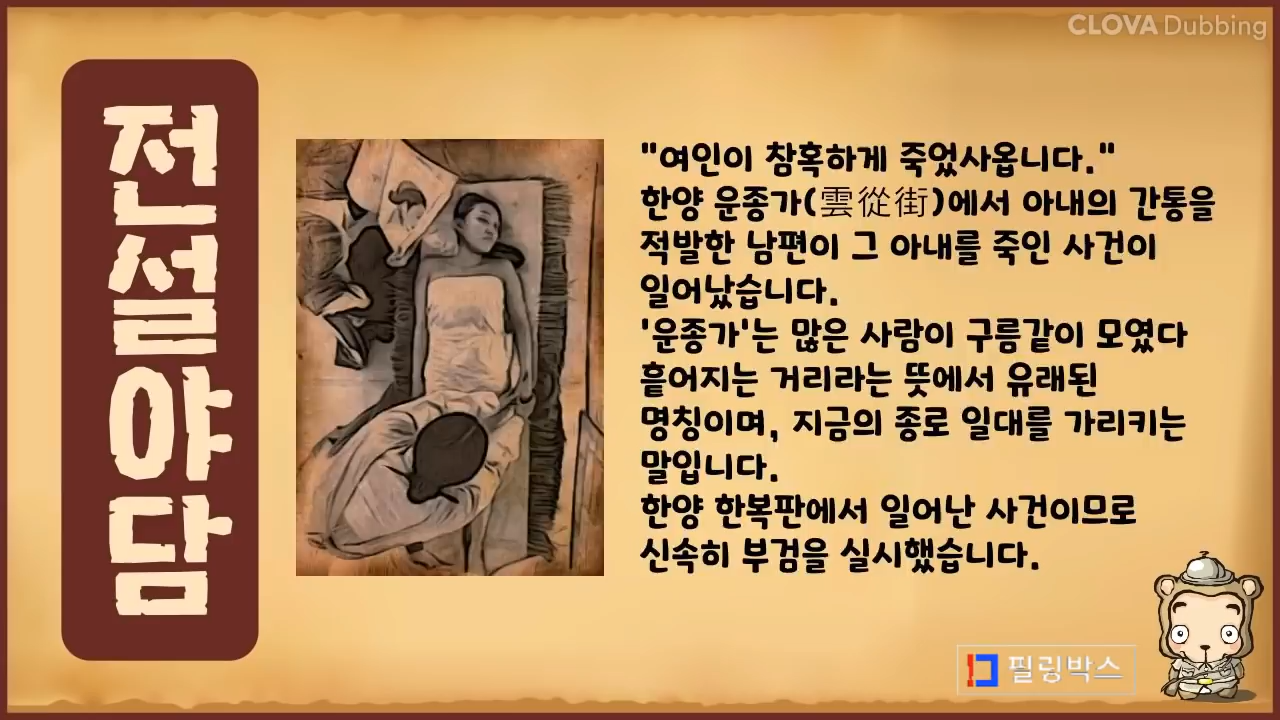 CLOVA Dubbing
전설야담
"여인이 참혹하게 죽었사옵니다."
한양 운종가(雲從街)에서 아내의 간통을
적발한 남편이 그 아내를 죽인 사건이
일어났습니다.
'운종가'는 많은 사람이 구름같이 모였다
흩어지는 거리라는 뜻에서 유래된
명칭이며, 지금의 종로 일대를 가리키는
말입니다.
한양 한복판에서 일어난 사건이므로
신속히 부검을 실시했습니다.
필링박스